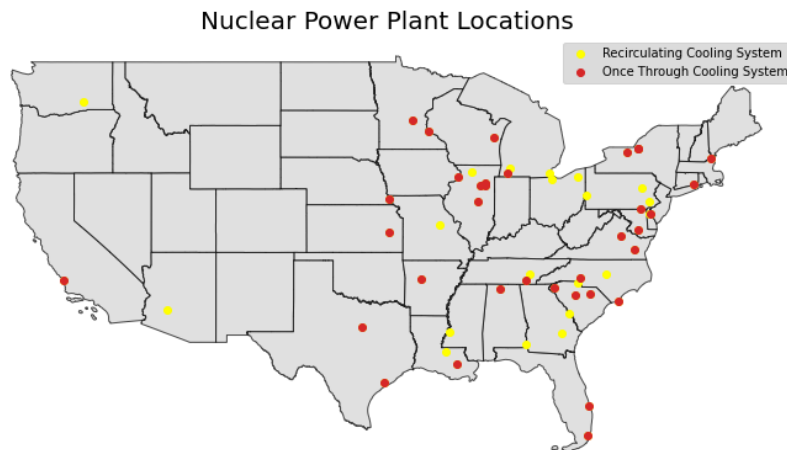 Nuclear Power Plant Locations
Recirculating Cooling System
Once Through Cooling System